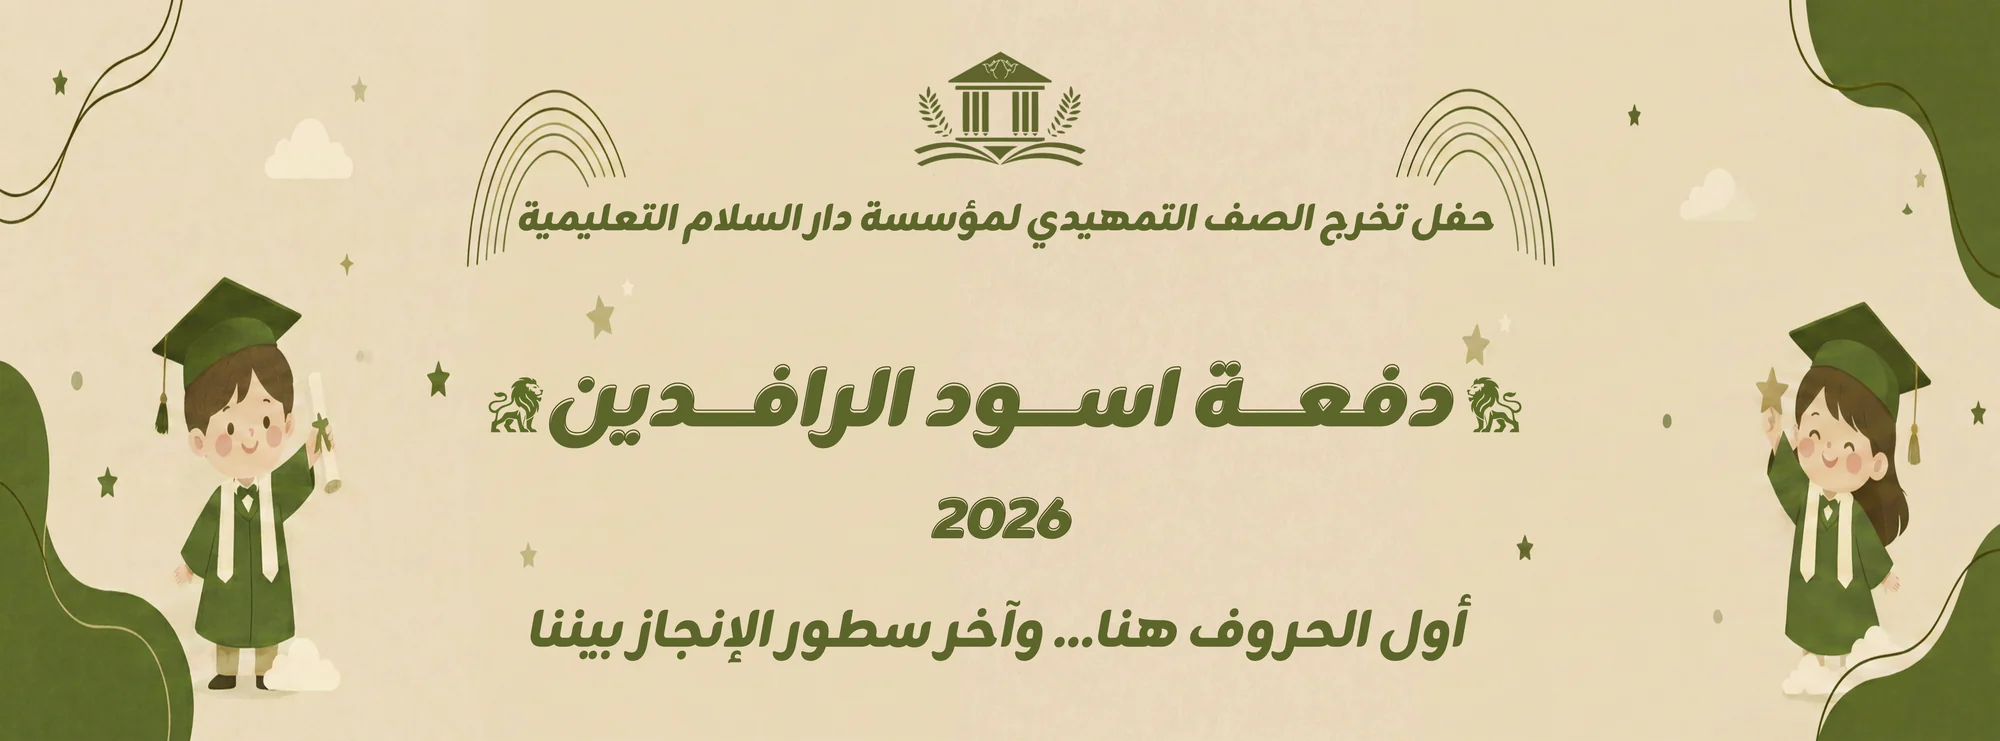 حفل تخرج الصف التمهيدي لمؤسسة دار السلام التعليمية
دفعـــة اســـود الرافـــدين
2026
أول الحروف هنا... وآخر سطور الإنجاز بيننا